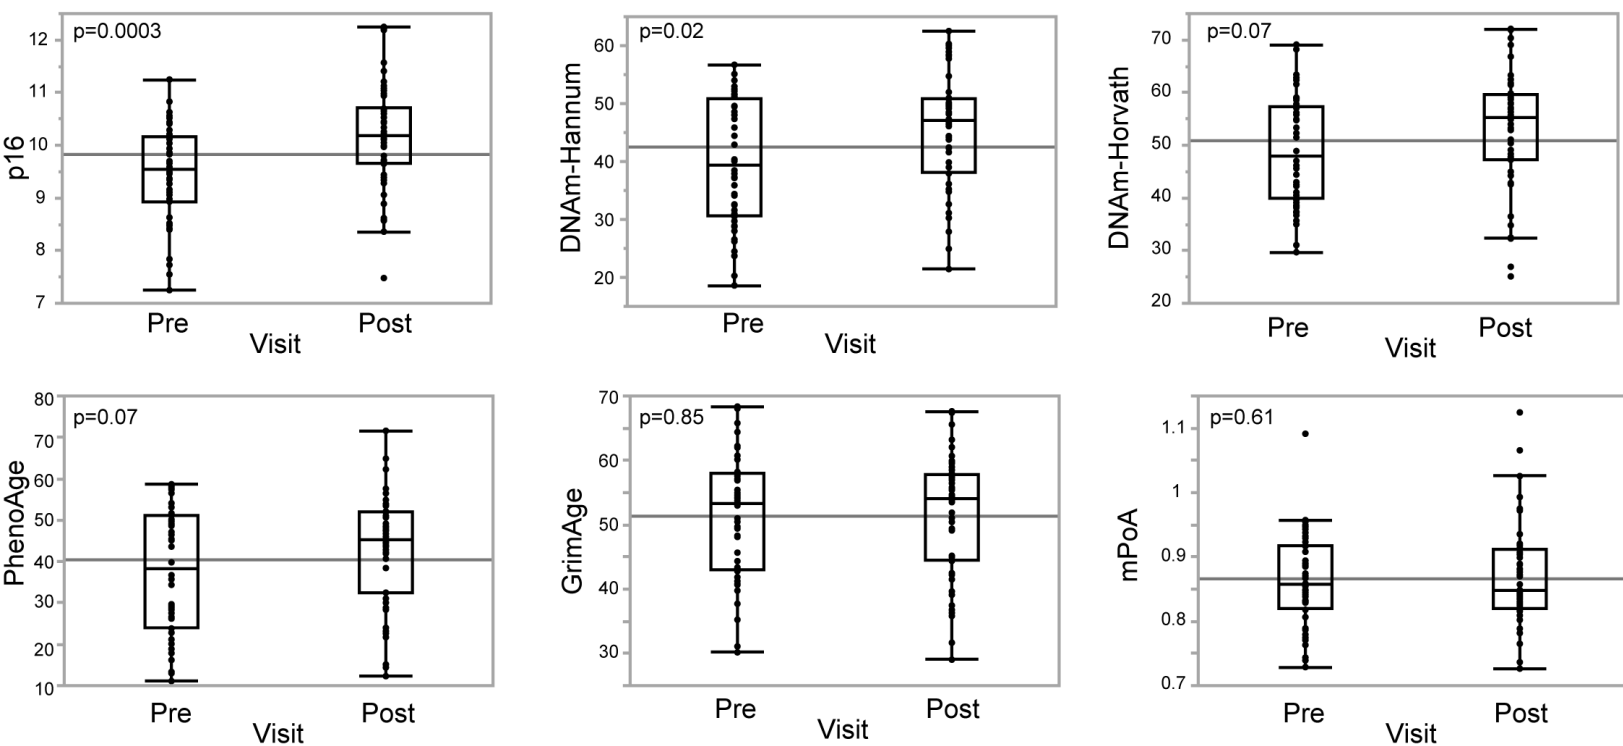 p=0.0003
p16
12
11
10
9
8
7
Pre
Post
Visit
p=0.02
DNAm-Hannum
60
50
40
30
20
Pre
Visit
p=0.07
DNAm-Horvath
70
60
50
40
30
20
Pre
Post
Visit
p=0.07
PhenoAge
80
70
60
50
40
30
20
10
Pre
Post
Visit
p=0.85
GrimAge
70
60
50
40
30
Pre
Post
Visit
p=0.61
mPoA
1.1
1
0.9
0.8
0.7
Pre
Post
Visit